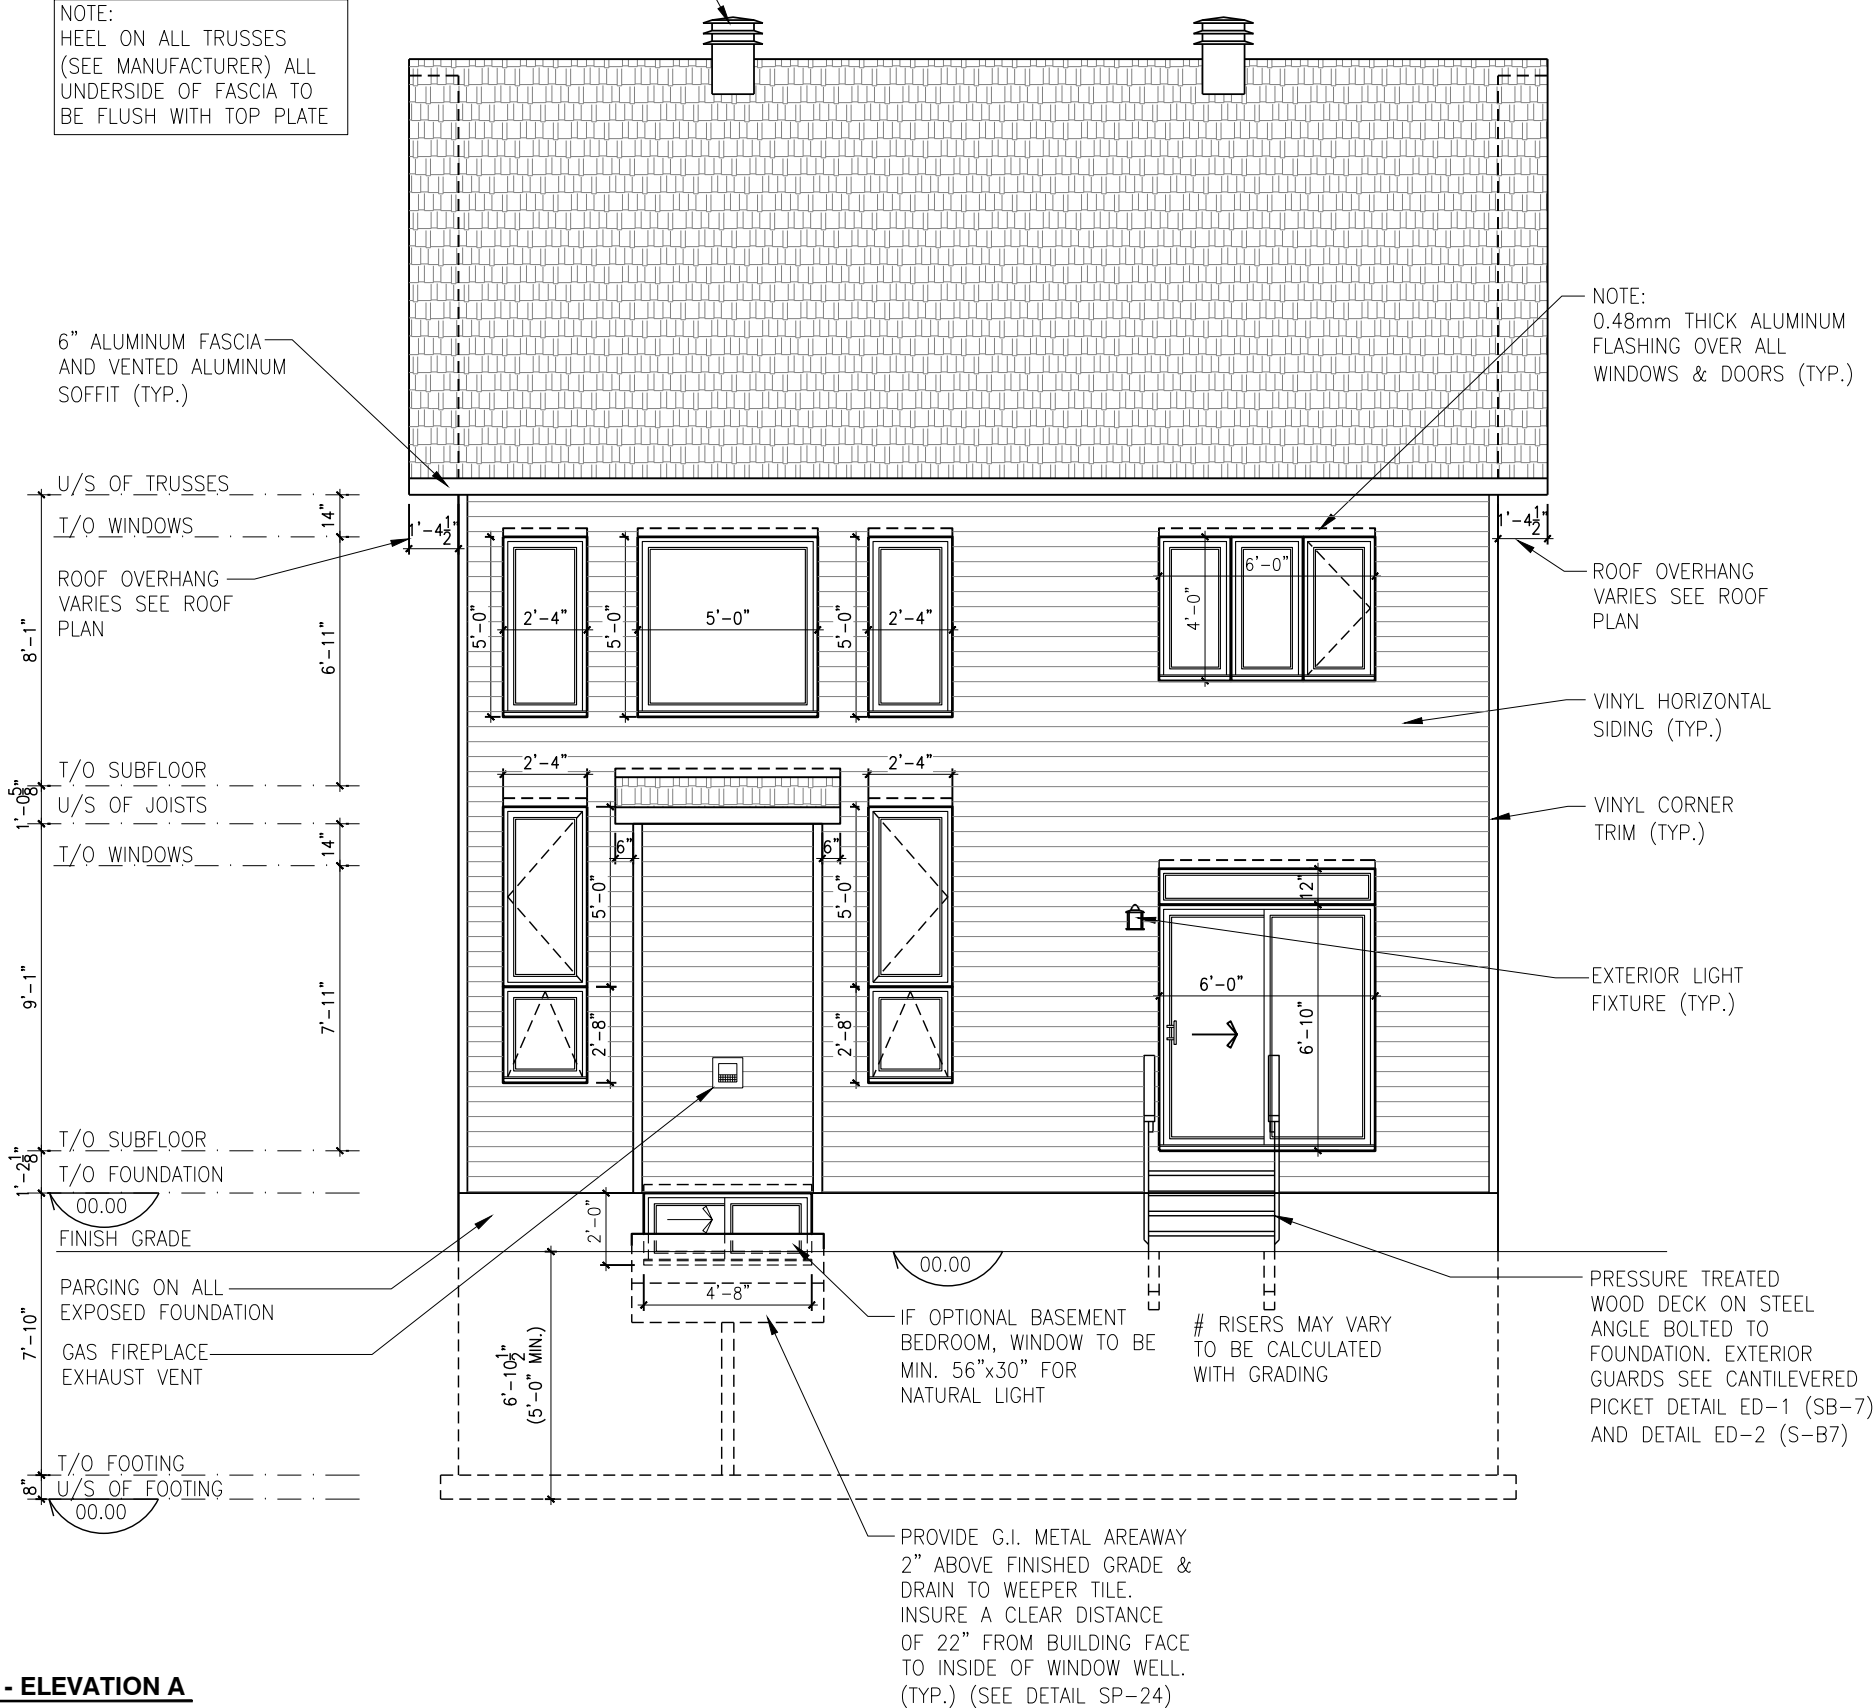 NOTE:
HEEL ON ALL TRUSSES
(SEE MANUFACTURER) ALL
UNDERSIDE OF FASCIA TO
BE FLUSH WITH TOP PLATE
6" ALUMINUM FASCIA
AND VENTED ALUMINUM
SOFFIT (TYP.)
NOTE:
0.48mm THICK ALUMINUM
FLASHING OVER ALL
WINDOWS & DOORS (TYP.)
U/S OF TRUSSES
14"
T/O WINDOWS
1'-4 1/2"
1'-4 1/2"
ROOF OVERHANG
VARIES SEE ROOF
PLAN
ROOF OVERHANG
VARIES SEE ROOF
PLAN
8'-1"
6'-11"
5'-0"
2'-4"
5'-0"
5'-0"
5'-0"
2'-4"
4'-0"
6'-0"
VINYL HORIZONTAL
SIDING (TYP.)
T/O SUBFLOOR
1'-0 5/8"
U/S OF JOISTS
2'-4"
2'-4"
VINYL CORNER
TRIM (TYP.)
14"
T/O WINDOWS
6"
6"
12"
9'-1"
7'-11"
5'-0"
5'-0"
2'-8"
2'-8"
6'-0"
6'-10"
EXTERIOR LIGHT
FIXTURE (TYP.)
T/O SUBFLOOR
1'-2 1/8"
T/O FOUNDATION
00.00
FINISH GRADE
2'-0"
00.00
4'-8"
PARGING ON ALL
EXPOSED FOUNDATION
GAS FIREPLACE
EXHAUST VENT
7'-10"
6'-10 1/2"
(5'-0" MIN.)
IF OPTIONAL BASEMENT
BEDROOM, WINDOW TO BE
MIN. 56"x30" FOR
NATURAL LIGHT
# RISERS MAY VARY
TO BE CALCULATED
WITH GRADING
PRESSURE TREATED
WOOD DECK ON STEEL
ANGLE BOLTED TO
FOUNDATION. EXTERIOR
GUARDS SEE CANTILEVERED
PICKET DETAIL ED-1 (SB-7)
AND DETAIL ED-2 (S-B7)
T/O FOOTING
8"
U/S OF FOOTING
00.00
PROVIDE G.I. METAL AREAWAY
2" ABOVE FINISHED GRADE &
DRAIN TO WEEPER TILE.
INSURE A CLEAR DISTANCE
OF 22" FROM BUILDING FACE
TO INSIDE OF WINDOW WELL.
(TYP.) (SEE DETAIL SP-24)
- ELEVATION A